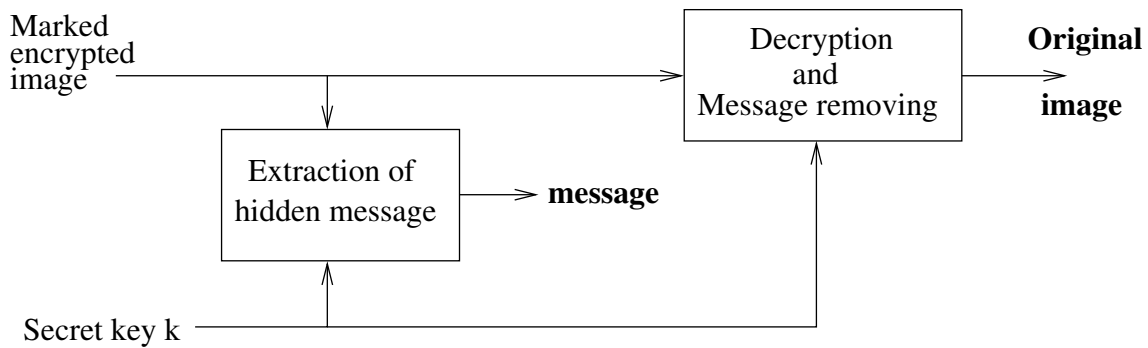 Marked
encrypted
image
Decryption
and
Message removing
Original
image
Extraction of
hidden message
message
Secret key k